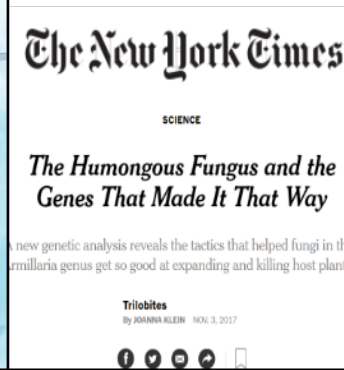 The New York Times
SCIENCE
The Humongous Fungus and the
Genes That Made It That Way
A new genetic analysis reveals the tactics that helped fungi in th
Armillaria genus get so good at expanding and killing host plant
Trilobites
By JOANNA KLEIN NOV. 3, 2017